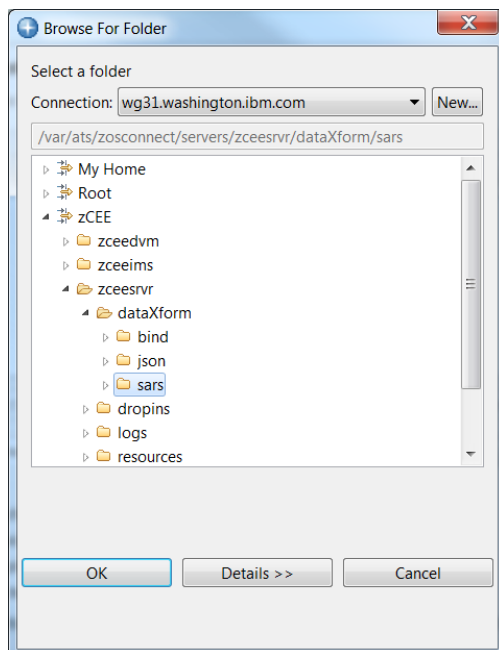 Browse For Folder
Select a folder
Connection: wg31.washington.ibm.com New...
/var/ats/zosconnect/servers/zceesrvr/dataXform/sars
My Home
Root
zCEE
zceedvm
zceeims
zceesrvr
dataXform
bind
json
sars
dropins
logs
resources
OK Details >> Cancel